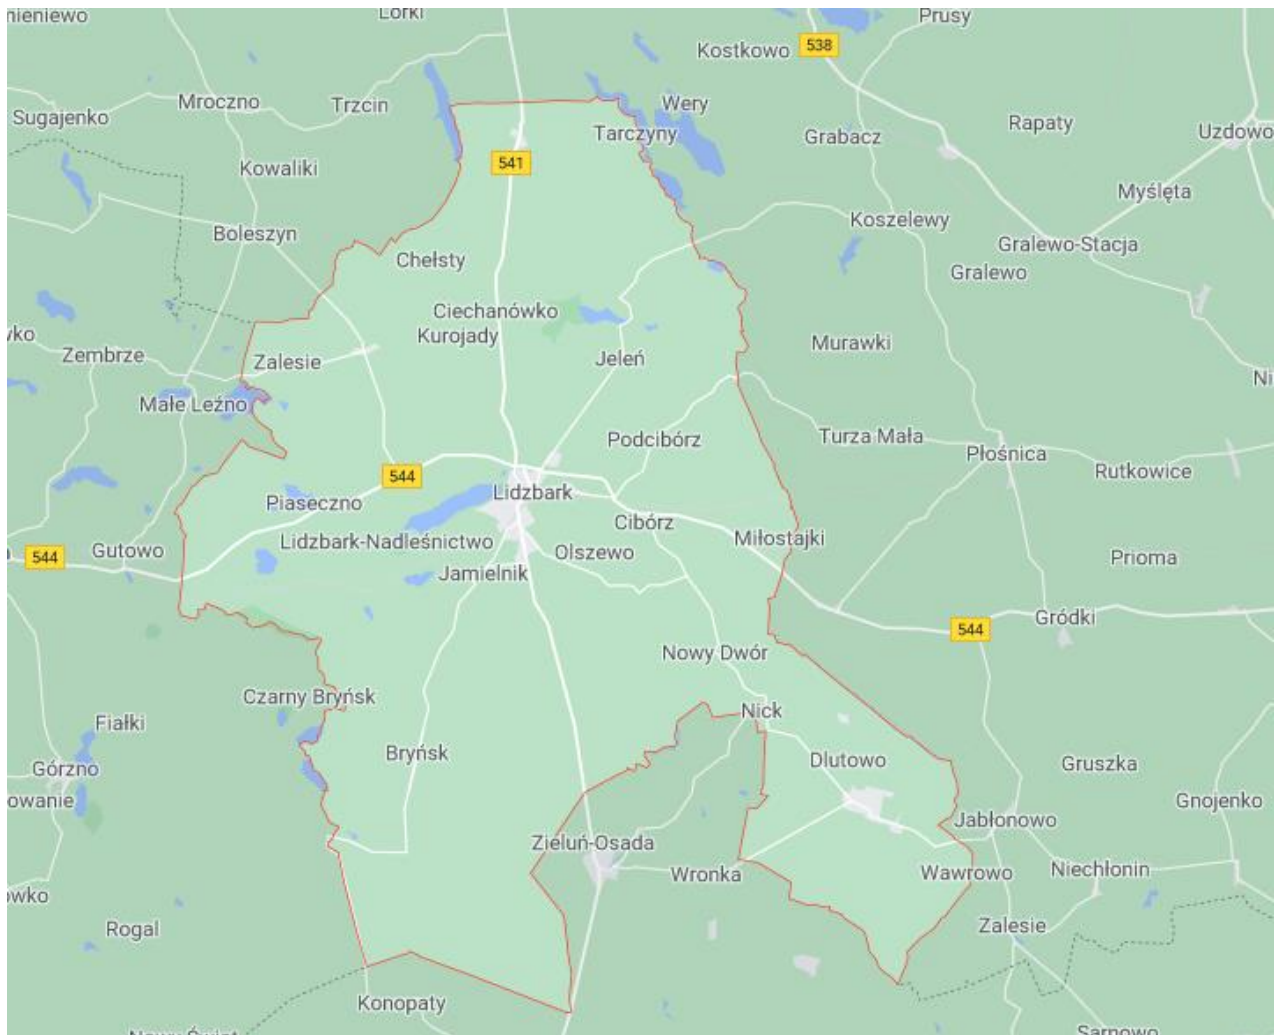 Lorki
Prusy
Kostkowo
538
Mroczno
Trzcin
Wery
Sugajenko
Tarczyny
Grabacz
Rapaty
Uzdowo
541
Kowaliki
Myślęta
Koszelewy
Boleszyn
Gralewo-Stacja
Chełsty
Gralewo
Ciechanówko
Kurojady
Murawki
Zembrze
Zalesie
Jeleń
Małe Leźno
Podcibórz
Turza Mała
Płośnica
Rutkowice
544
Lidzbark
Piaseczno
Cibórz
Miłostajki
Lidzbark-Nadleśnictwo
Olszewo
Gutowo
544
Prioma
Jamielnik
Gródki
544
Nowy Dwór
Czarny Bryńsk
Nick
Fiałki
Bryńsk
Dlutowo
Gruszka
Górzno
owanie
Gnojenko
Jabłonowo
Zieluń-Osada
Wronka
Wawrowo
Niechłonin
ówko
Rogal
Zalesie
Konopaty
Sarnowo